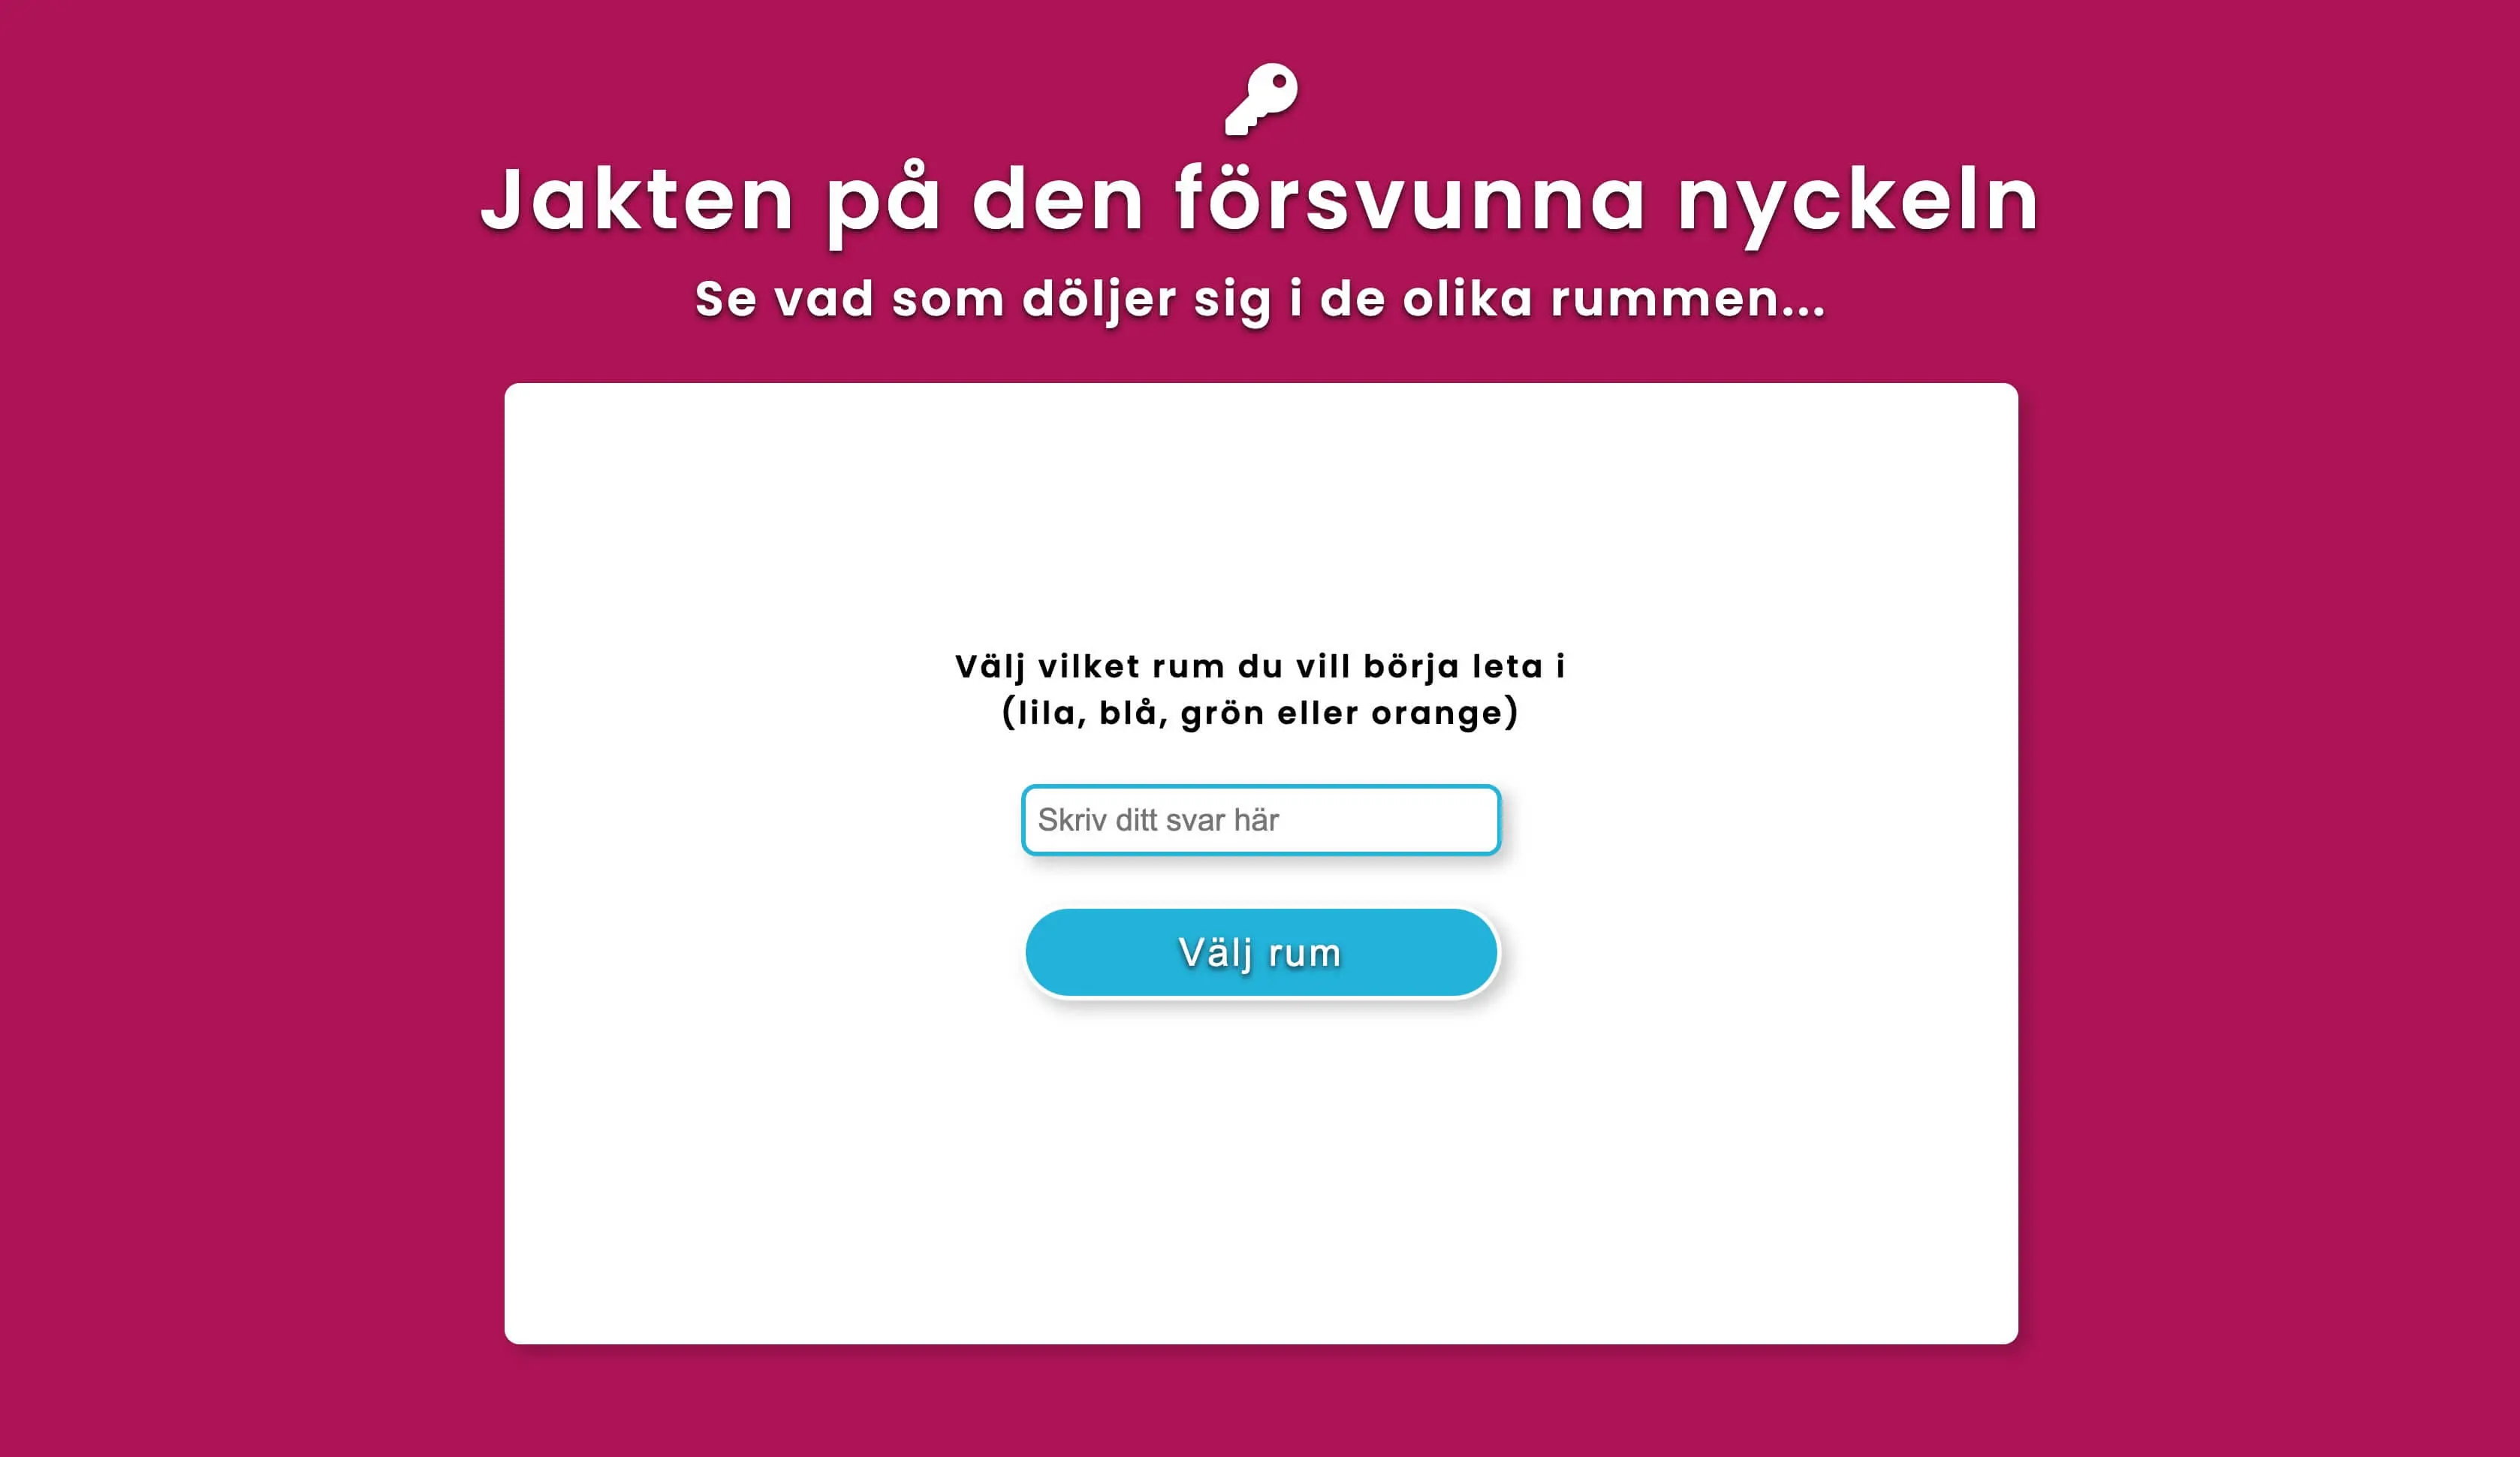 Jakten på den försvunna nyckeln
Se vad som döljer sig i de olika rummen...
Välj vilket rum du vill börja leta i
(lila, blå, grön eller orange)
Skriv ditt svar här
Välj rum